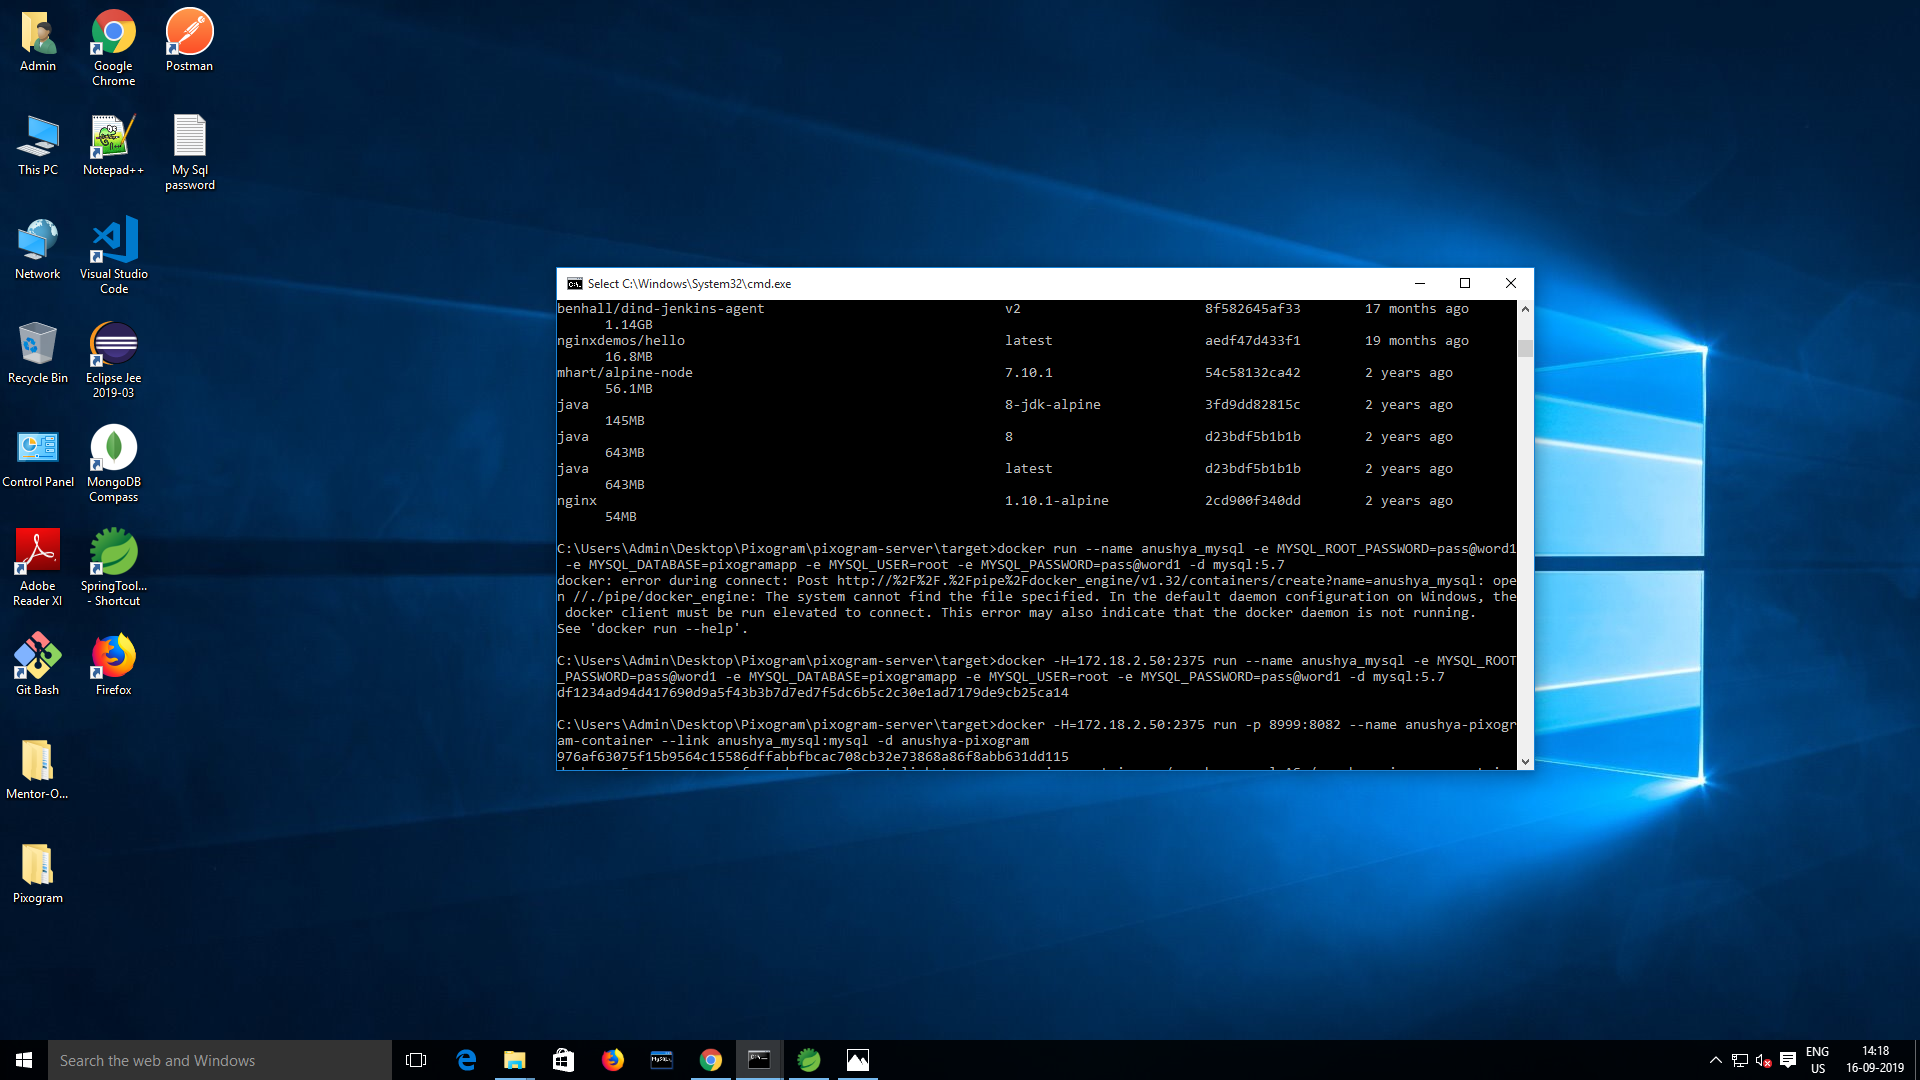 Admin
Google
Chrome
Postman
This PC
Notepad++
My Sql
password
Network
Visual Studio
Code
Recycle Bin
Eclipse Jee
2019-03
Control Panel
MongoDB
Compass
Adobe
Reader XI
SpringTool...
- Shortcut
Git Bash
Firefox
Mentor-O...
Pixogram
Select C:\Windows\System32\cmd.exe
benhall/dind-jenkins-agent v2 8f582645af33 17 months ago
1.14GB
nginxdemos/hello latest aedf47d433f1 19 months ago
16.8MB
mhart/alpine-node 7.10.1 54c58132ca42 2 years ago
56.1MB
java 8-jdk-alpine 3fd9dd82815c 2 years ago
145MB
java 8 d23bdf5b1b1b 2 years ago
643MB
java latest d23bdf5b1b1b 2 years ago
643MB
nginx 1.10.1-alpine 2cd900f340dd 2 years ago
54MB
C:\Users\Admin\Desktop\Pixogram\pixogram-server\target>docker run --name anushya_mysql -e MYSQL_ROOT_PASSWORD=pass@word1
-e MYSQL_DATABASE=pixogramapp -e MYSQL_USER=root -e MYSQL_PASSWORD=pass@word1 -d mysql:5.7
docker: error during connect: Post http://%2F%2F.%2Fpipe%2Fdocker_engine/v1.32/containers/create?name=anushya_mysql: ope
n //./pipe/docker_engine: The system cannot find the file specified. In the default daemon configuration on Windows, the
docker client must be run elevated to connect. This error may also indicate that the docker daemon is not running.
See 'docker run --help'.
C:\Users\Admin\Desktop\Pixogram\pixogram-server\target>docker -H=172.18.2.50:2375 run --name anushya_mysql -e MYSQL_ROOT
_PASSWORD=pass@word1 -e MYSQL_DATABASE=pixogramapp -e MYSQL_USER=root -e MYSQL_PASSWORD=pass@word1 -d mysql:5.7
df1234ad94d417690d9a5f43b3b7d7ed7f5dc6b5c2c30e1ad7179de9cb25ca14
C:\Users\Admin\Desktop\Pixogram\pixogram-server\target>docker -H=172.18.2.50:2375 run -p 8999:8082 --name anushya-pixogr
am-container --link anushya_mysql:mysql -d anushya-pixogram
976af63075f15b9564c15586dffabbfbcac708cb32e73868a86f8abb631dd115
Search the web and Windows
ENG
US
14:18
16-09-2019